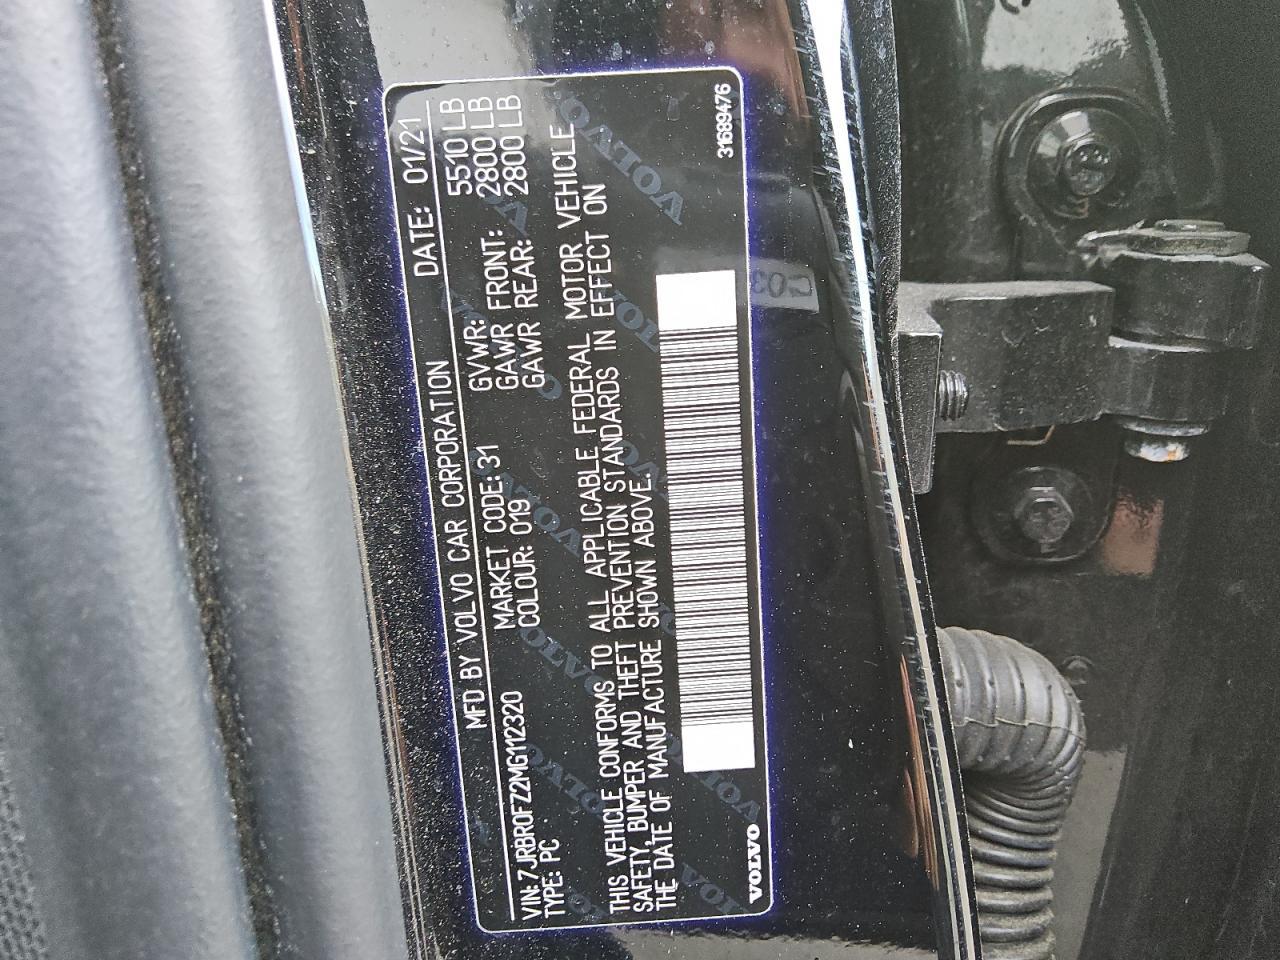 MFD BY VOLVO CAR CORPORATION DATE: 01/21
VIN: 7JRBR0FZ2MG112320 MARKET CODE: 31 GVWR: 5510 LB
TYPE: PC COLOUR: 019 GAWR FRONT: 2800 LB
GAWR REAR: 2800 LB
THIS VEHICLE CONFORMS TO ALL APPLICABLE FEDERAL MOTOR VEHICLE
SAFETY, BUMPER AND THEFT PREVENTION STANDARDS IN EFFECT ON
THE DATE OF MANUFACTURE SHOWN ABOVE.
VOLVO 31689476